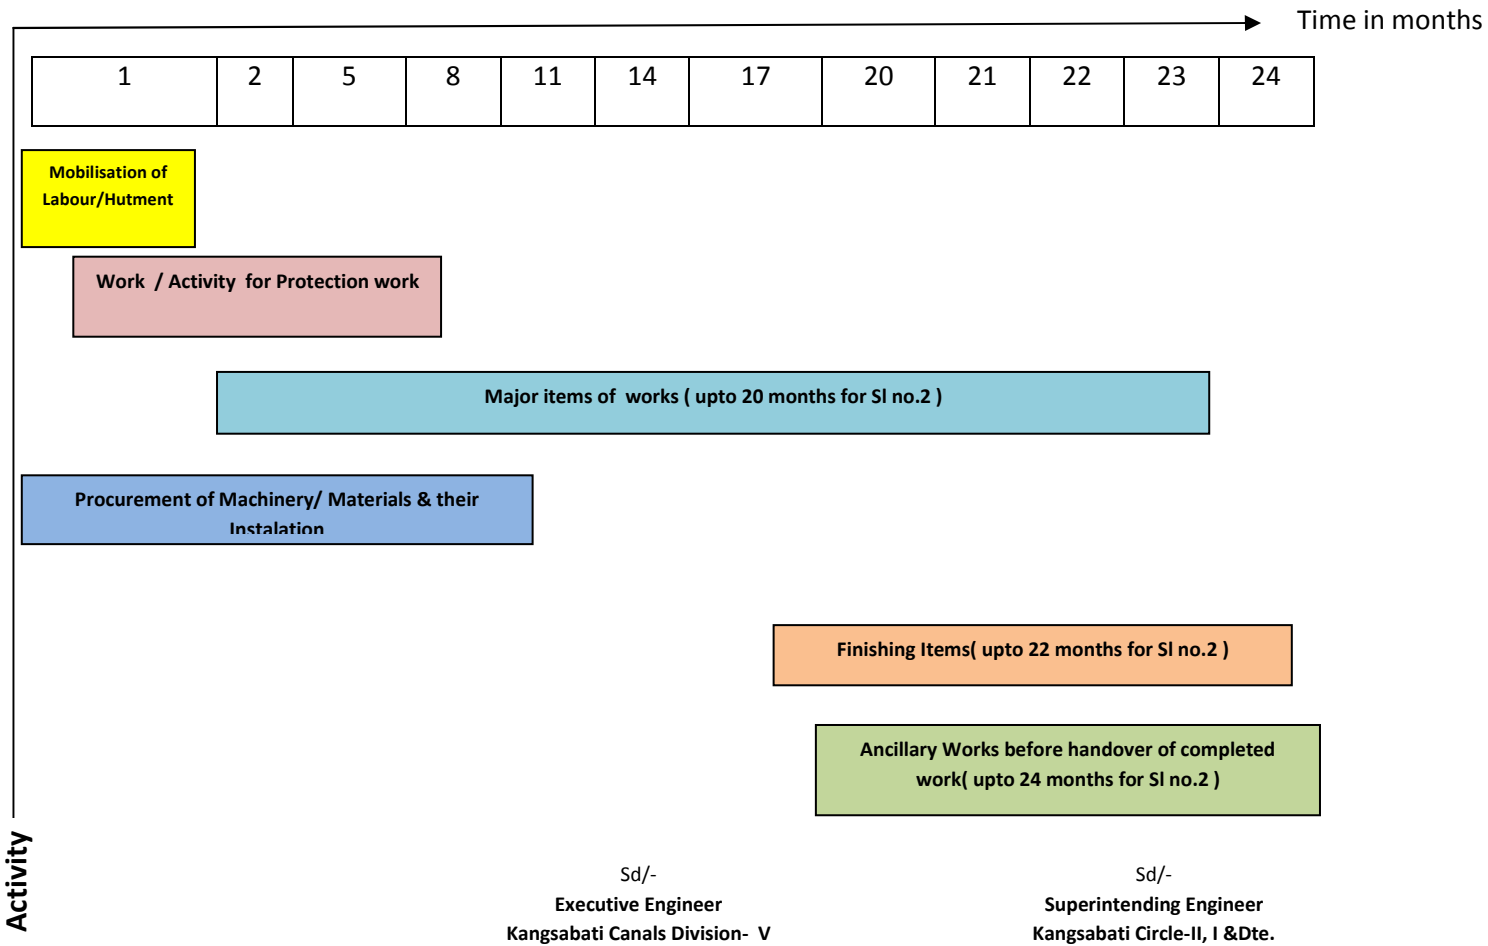 Time in months
1 2 5 8 11 14 17 20 21 22 23 24
Mobilisation of
Labour/Hutment
Work / Activity for Protection work
Major items of works ( upto 20 months for Sl no.2 )
Procurement of Machinery/ Materials & their
Instalation
Finishing Items( upto 22 months for Sl no.2 )
Ancillary Works before handover of completed
work( upto 24 months for Sl no.2 )
Activity
Sd/-
Executive Engineer
Kangsabati Canals Division- V
Sd/-
Superintending Engineer
Kangsabati Circle-II, I &Dte.